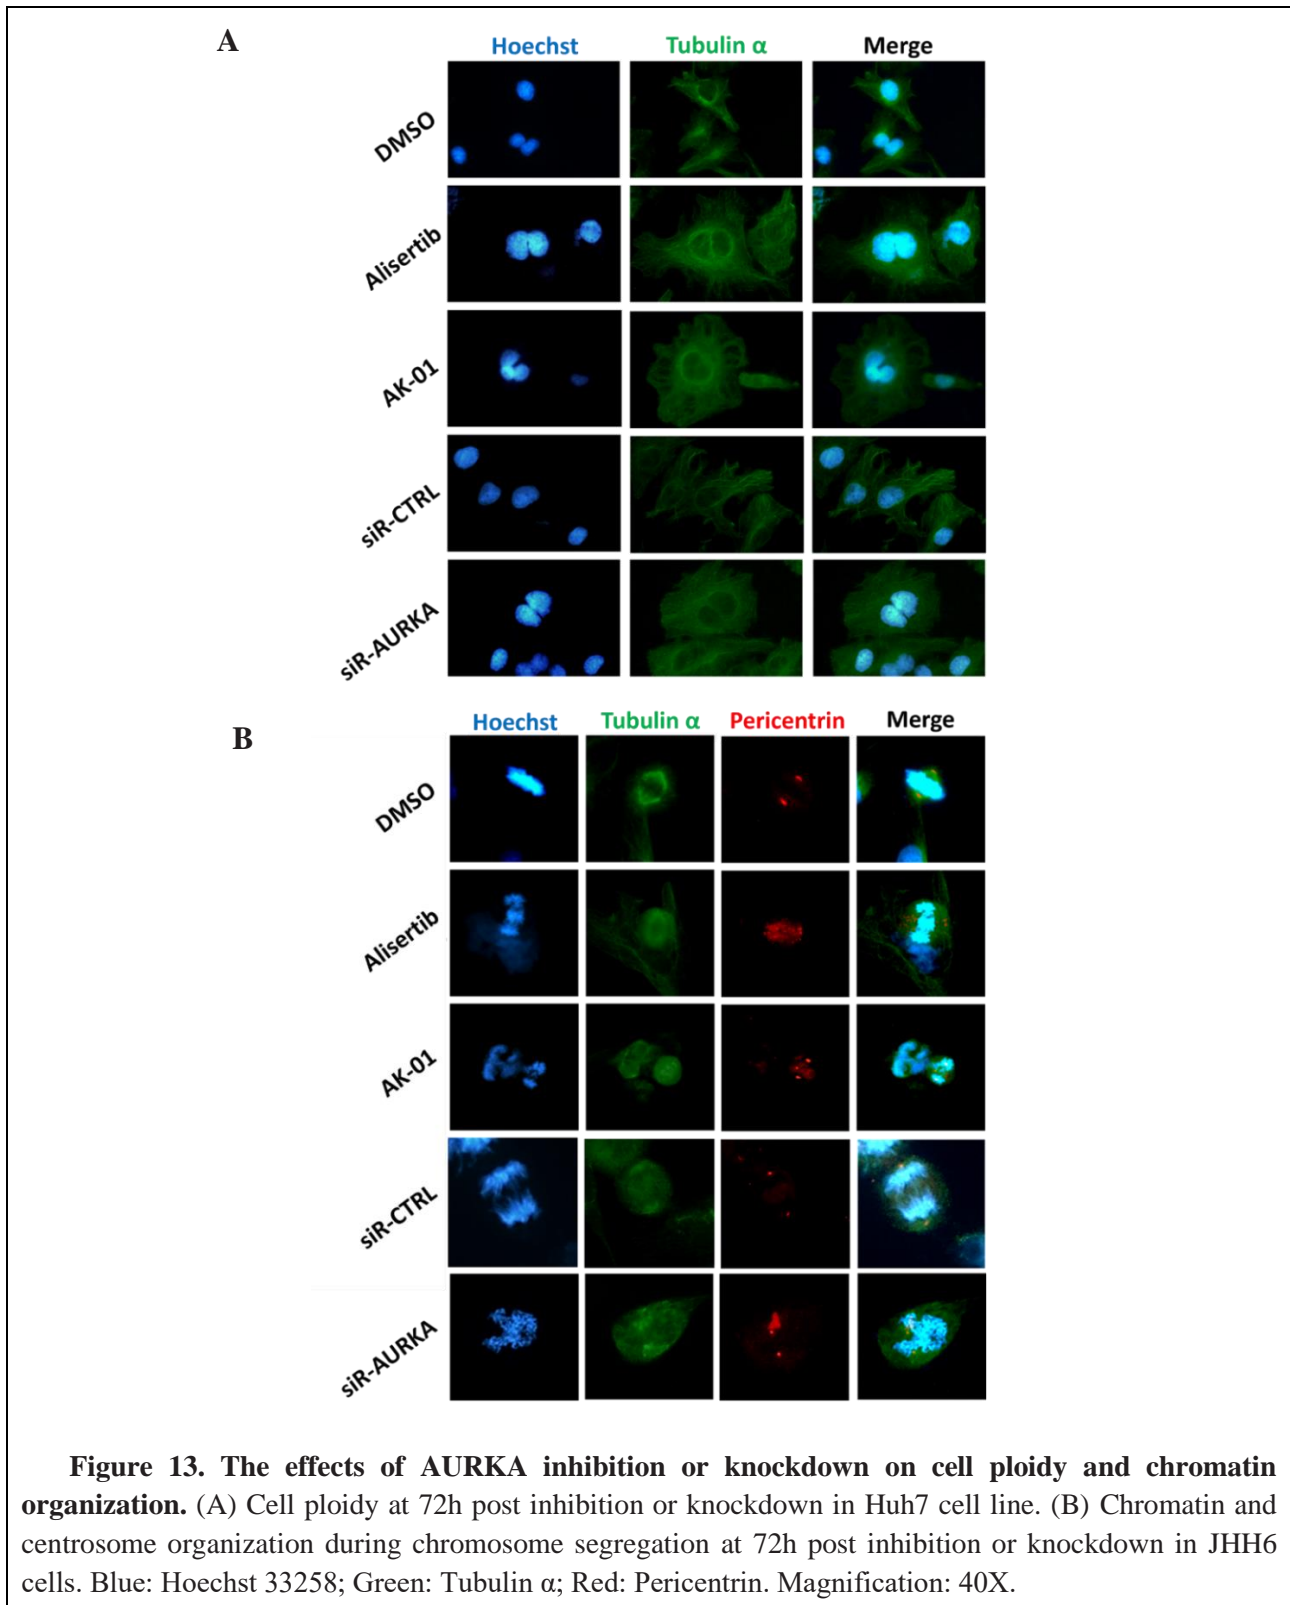 A
Hoechst Tubulin α Merge
DMSO
Alisertib
AK-01
siR-CTRL
siR-AURKA
B
Hoechst Tubulin α Pericentrin Merge
DMSO
Alisertib
AK-01
siR-CTRL
siR-AURKA
Figure 13. The effects of AURKA inhibition or knockdown on cell ploidy and chromatin
organization. (A) Cell ploidy at 72h post inhibition or knockdown in Huh7 cell line. (B) Chromatin and
centrosome organization during chromosome segregation at 72h post inhibition or knockdown in JHH6
cells. Blue: Hoechst 33258; Green: Tubulin α; Red: Pericentrin. Magnification: 40X.